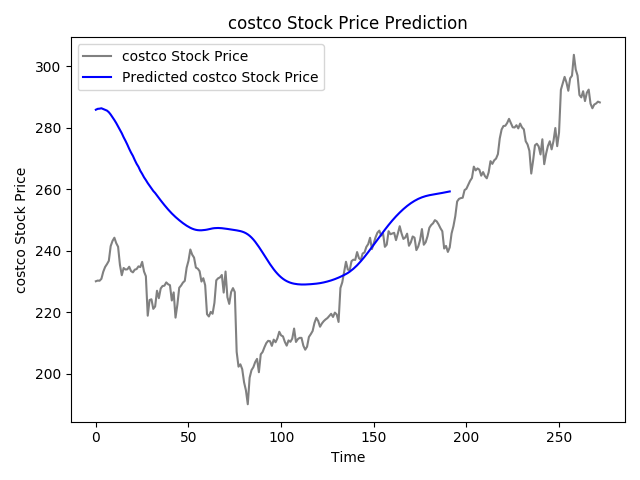 costco Stock Price Prediction
costco Stock Price
Predicted costco Stock Price
costco Stock Price
300
280
260
240
220
200
0 50 100 150 200 250
Time